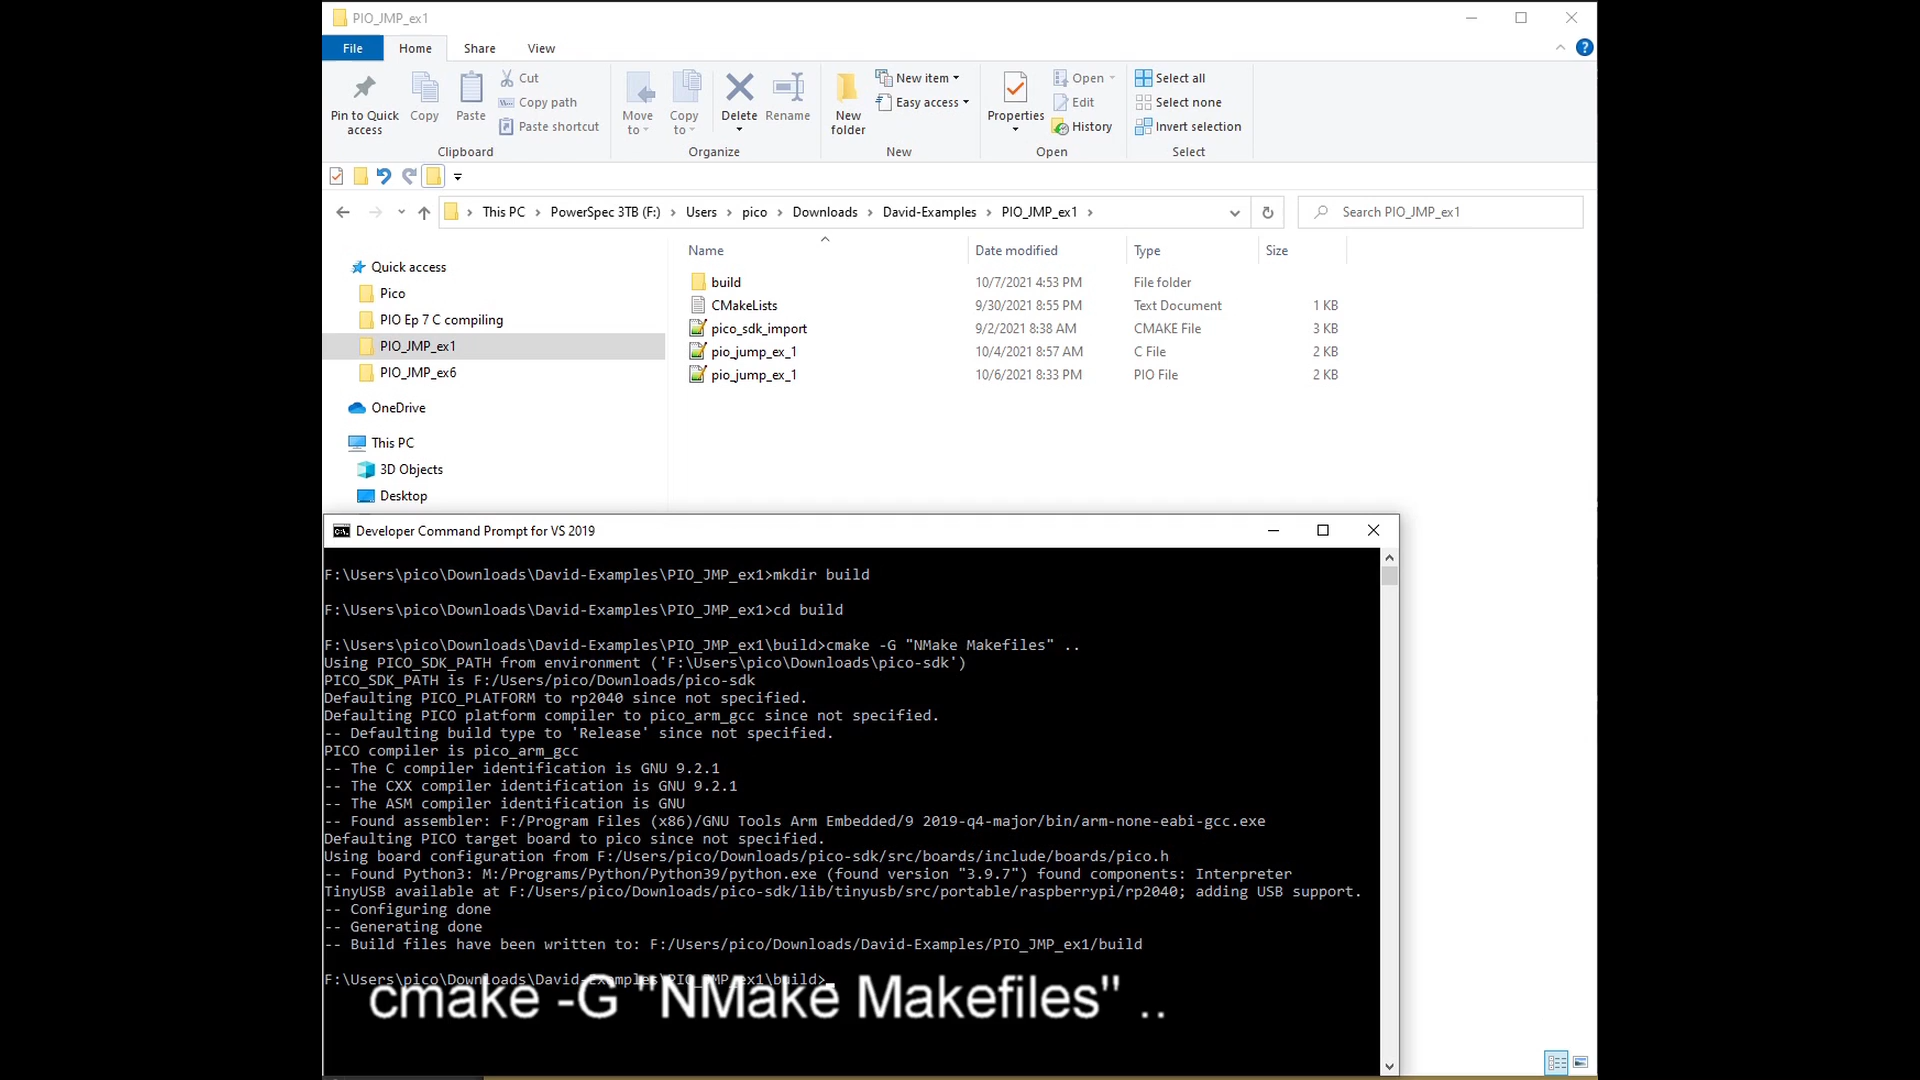 PIO_JMP_ex1
File Home Share View
Pin to Quick access
Copy
Paste
Cut
Copy path
Paste shortcut
Clipboard
Move to
Copy to
Delete
Rename
Organize
New folder
New item
Easy access
New
Properties
Open
Edit
History
Open
Select all
Select none
Invert selection
Select
This PC > PowerSpec 3TB (F:) > Users > pico > Downloads > David-Examples > PIO_JMP_ex1 >
Search PIO_JMP_ex1
Quick access
Pico
PIO Ep 7 C compiling
PIO_JMP_ex1
PIO_JMP_ex6
OneDrive
This PC
3D Objects
Desktop
Name Date modified Type Size
build 10/7/2021 4:53 PM File folder
CMakeLists 9/30/2021 8:55 PM Text Document 1 KB
pico_sdk_import 9/2/2021 8:38 AM CMAKE File 3 KB
pio_jump_ex_1 10/4/2021 8:57 AM C File 2 KB
pio_jump_ex_1 10/6/2021 8:33 PM PIO File 2 KB
Developer Command Prompt for VS 2019
F:\Users\pico\Downloads\David-Examples\PIO_JMP_ex1>mkdir build
F:\Users\pico\Downloads\David-Examples\PIO_JMP_ex1>cd build
F:\Users\pico\Downloads\David-Examples\PIO_JMP_ex1\build>cmake -G "NMake Makefiles" ..
Using PICO_SDK_PATH from environment ('F:\Users\pico\Downloads\pico-sdk')
PICO_SDK_PATH is F:/Users/pico/Downloads/pico-sdk
Defaulting PICO_PLATFORM to rp2040 since not specified.
Defaulting PICO platform compiler to pico_arm_gcc since not specified.
-- Defaulting build type to 'Release' since not specified.
PICO compiler is pico_arm_gcc
-- The C compiler identification is GNU 9.2.1
-- The CXX compiler identification is GNU 9.2.1
-- The ASM compiler identification is GNU
-- Found assembler: F:/Program Files (x86)/GNU Tools Arm Embedded/9 2019-q4-major/bin/arm-none-eabi-gcc.exe
Defaulting PICO target board to pico since not specified.
Using board configuration from F:/Users/pico/Downloads/pico-sdk/src/boards/include/boards/pico.h
-- Found Python3: M:/Programs/Python/Python39/python.exe (found version "3.9.7") found components: Interpreter
TinyUSB available at F:/Users/pico/Downloads/pico-sdk/lib/tinyusb/src/portable/raspberrypi/rp2040; adding USB support.
-- Configuring done
-- Generating done
-- Build files have been written to: F:/Users/pico/Downloads/David-Examples/PIO_JMP_ex1/build
F:\Users\pico\Downloads\David-Examples\PIO_JMP_ex1\build>
cmake -G "NMake Makefiles" ..